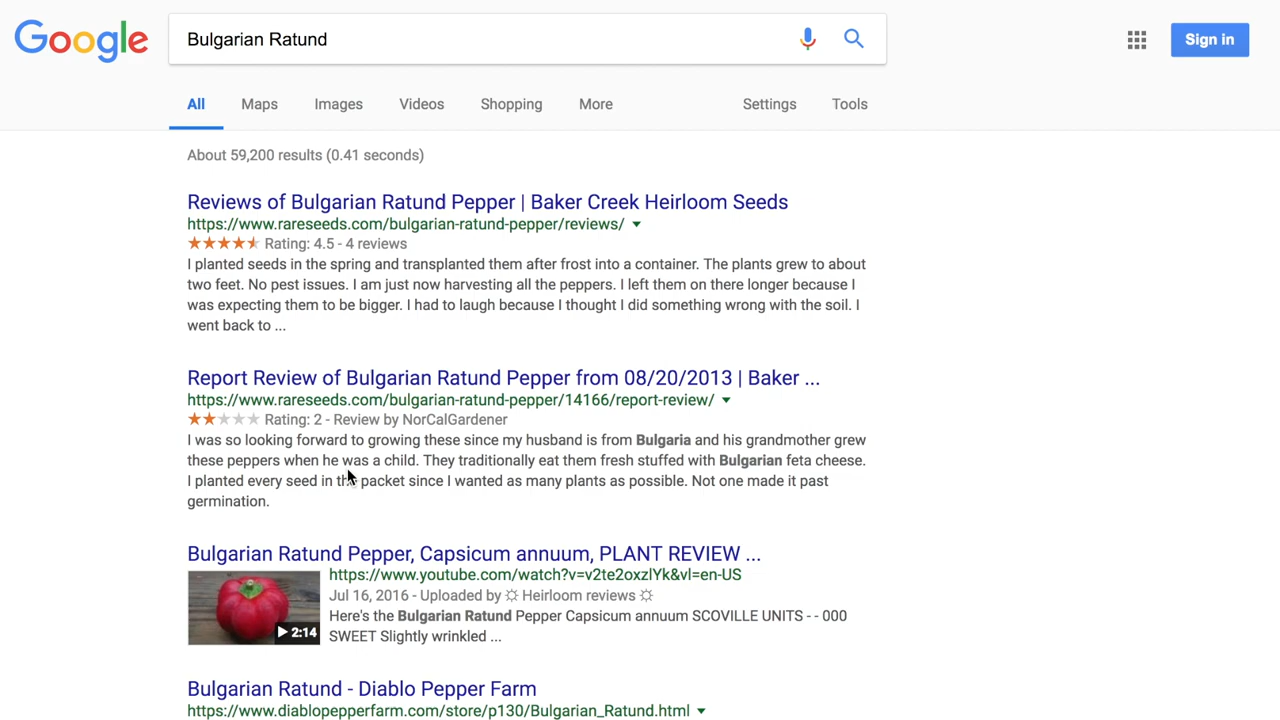 Google
Bulgarian Ratund
Sign in
All Maps Images Videos Shopping More Settings Tools
About 59,200 results (0.41 seconds)
Reviews of Bulgarian Ratund Pepper | Baker Creek Heirloom Seeds
https://www.rareseeds.com/bulgarian-ratund-pepper/reviews/
Rating: 4.5 - 4 reviews
I planted seeds in the spring and transplanted them after frost into a container. The plants grew to about
two feet. No pest issues. I am just now harvesting all the peppers. I left them on there longer because I
was expecting them to be bigger. I had to laugh because I thought I did something wrong with the soil. I
went back to ...
Report Review of Bulgarian Ratund Pepper from 08/20/2013 | Baker ...
https://www.rareseeds.com/bulgarian-ratund-pepper/14166/report-review/
Rating: 2 - Review by NorCalGardener
I was so looking forward to growing these since my husband is from Bulgaria and his grandmother grew
these peppers when he was a child. They traditionally eat them fresh stuffed with Bulgarian feta cheese.
I planted every seed in the packet since I wanted as many plants as possible. Not one made it past
germination.
Bulgarian Ratund Pepper, Capsicum annuum, PLANT REVIEW ...
https://www.youtube.com/watch?v=v2te2oxzlYk&vl=en-US
Jul 16, 2016 - Uploaded by ☼ Heirloom reviews ☼
Here's the Bulgarian Ratund Pepper Capsicum annuum SCOVILLE UNITS - - 000
2:14
SWEET Slightly wrinkled ...
Bulgarian Ratund - Diablo Pepper Farm
https://www.diablopepperfarm.com/store/p130/Bulgarian_Ratund.html